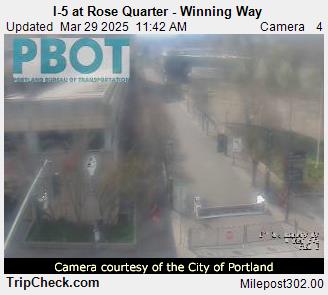 I-5 at Rose Quarter - Winning Way
Updated Mar 29 2025 11:42 AM Camera 4
PBOT
PORTLAND BUREAU OF TRANSPORTATION
Camera courtesy of the City of Portland
TripCheck.com Milepost302.00